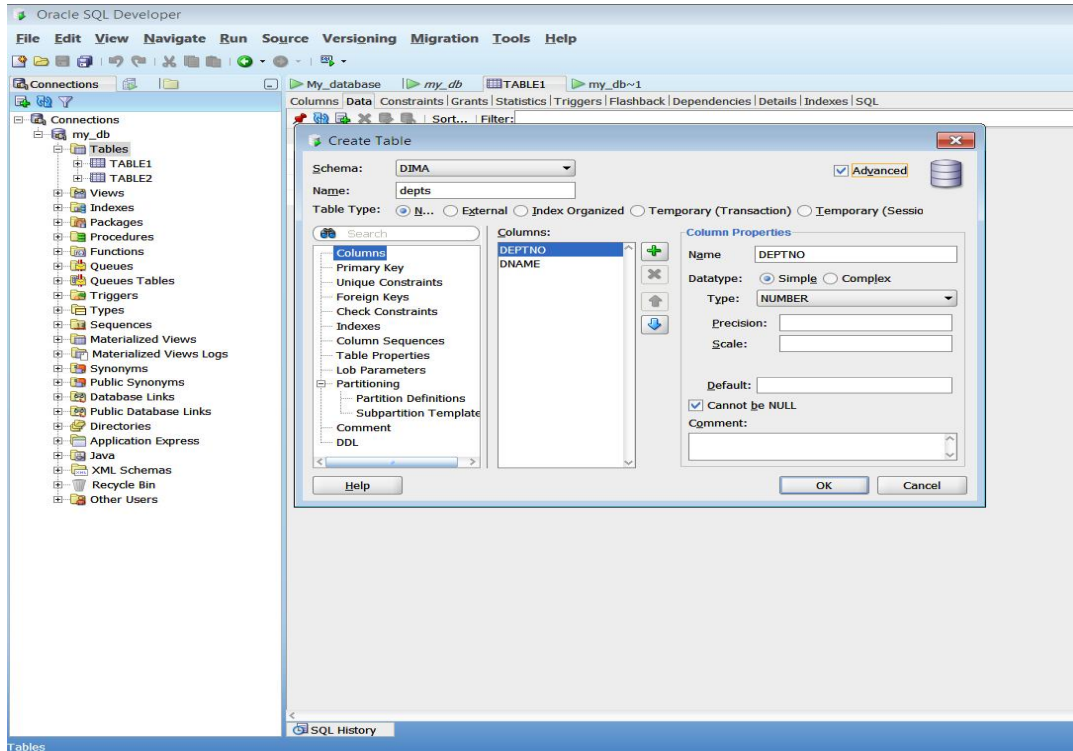 Oracle SQL Developer
File Edit View Navigate Run Source Versioning Migration Tools Help
Connections
My_database my_db TABLE1 my_db~1
Columns Data Constraints Grants Statistics Triggers Flashback Dependencies Details Indexes SQL
Sort... Filter:
Connections
my_db
Tables
TABLE1
TABLE2
Views
Indexes
Packages
Procedures
Functions
Queues
Queues Tables
Triggers
Types
Sequences
Materialized Views
Materialized Views Logs
Synonyms
Public Synonyms
Database Links
Public Database Links
Directories
Application Express
Java
XML Schemas
Recycle Bin
Other Users
Create Table
Schema: DIMA
Advanced
Name: depts
Table Type: N... External Index Organized Temporary (Transaction) Temporary (Sessio
Search
Columns
Primary Key
Unique Constraints
Foreign Keys
Check Constraints
Indexes
Column Sequences
Table Properties
Lob Parameters
Partitioning
Partition Definitions
Subpartition Template
Comment
DDL
Columns:
DEPTNO
DNAME
Column Properties
Name DEPTNO
Datatype: Simple Complex
Type: NUMBER
Precision:
Scale:
Default:
Cannot be NULL
Comment:
Help OK Cancel
SQL History
Tables